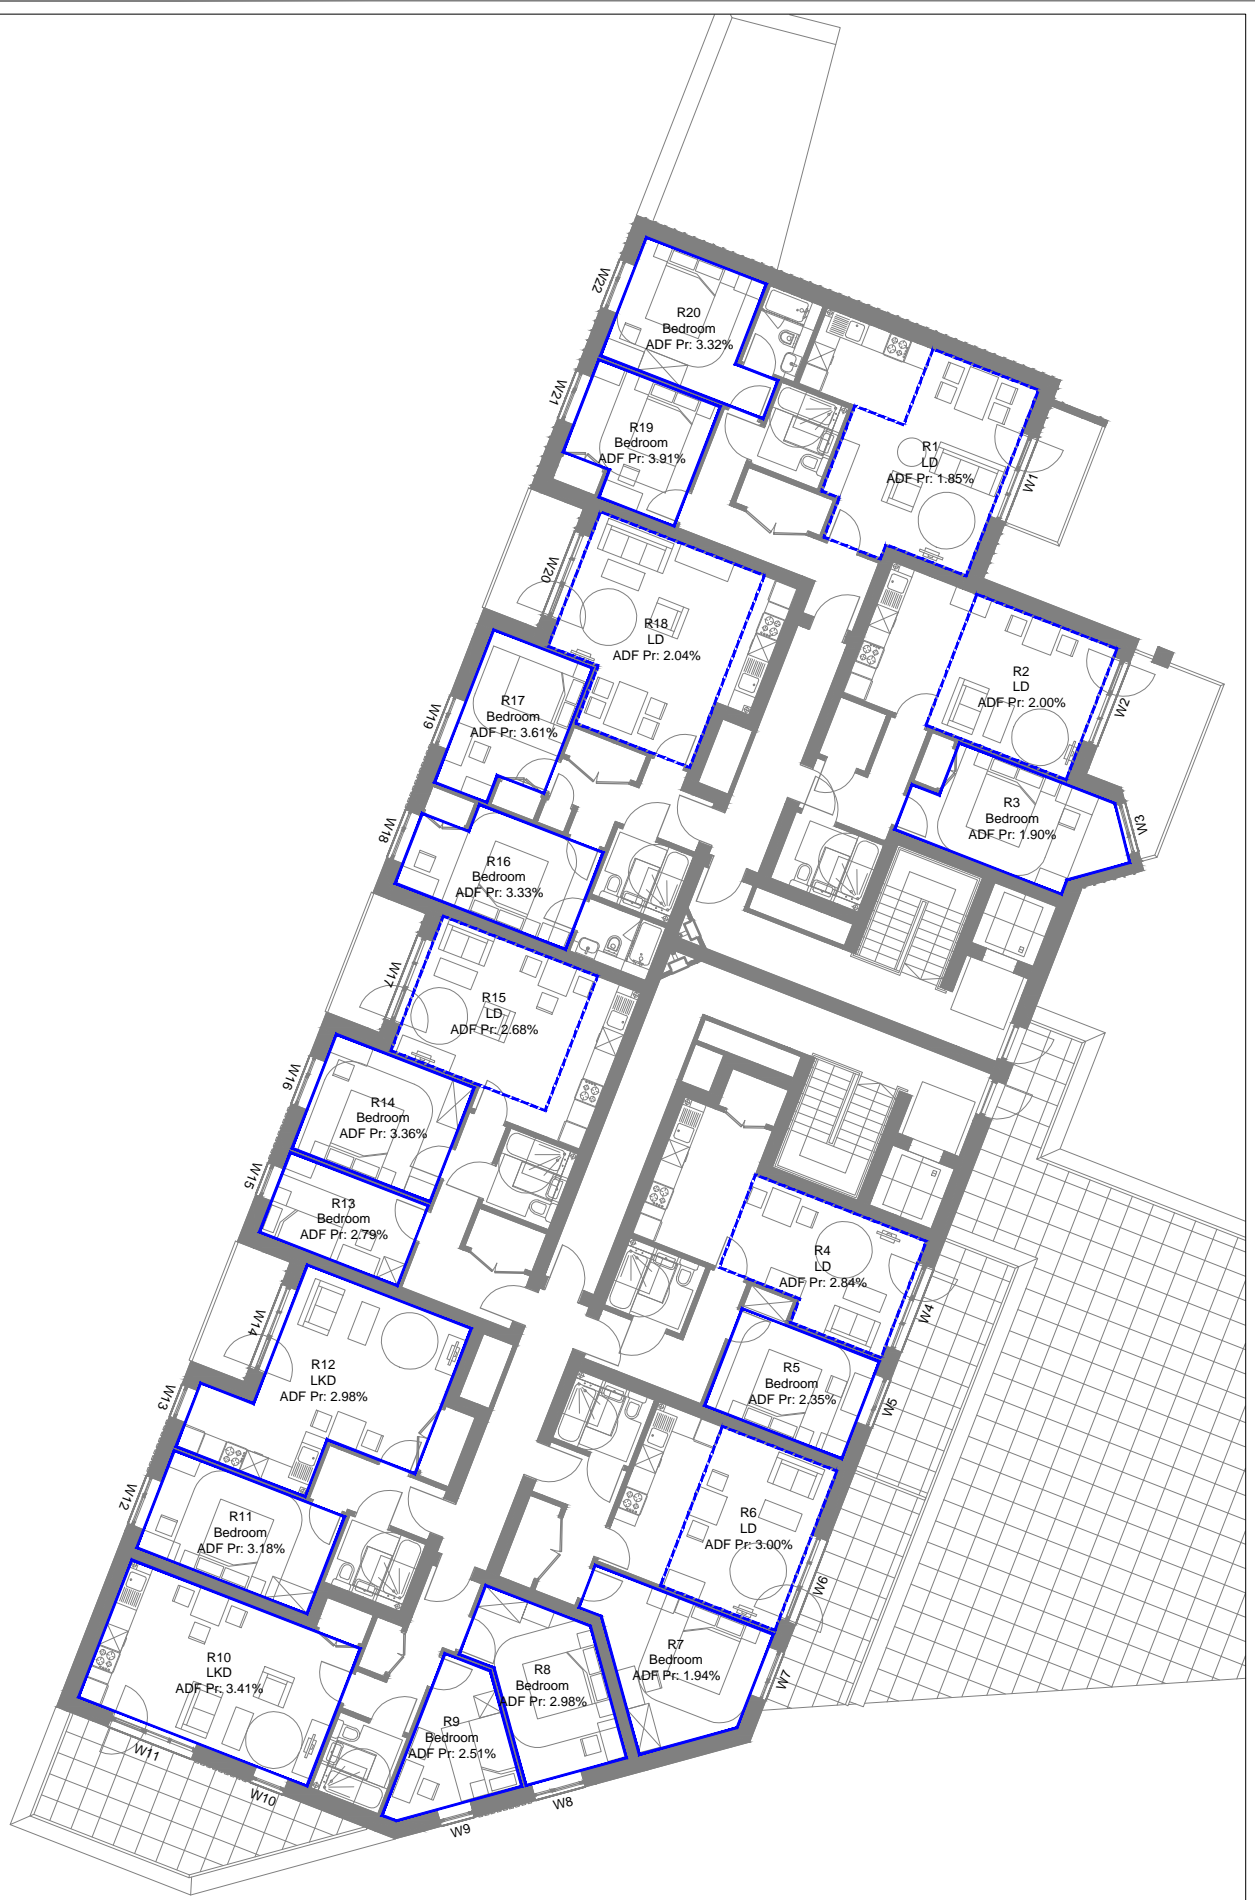 W22
R20
Bedroom
ADF Pr: 3.32%
W21
R19
Bedroom
ADF Pr: 3.91%
R1
LD
ADF Pr: 1.85%
W1
W20
R18
LD
ADF Pr: 2.04%
R2
LD
ADF Pr: 2.00%
W2
R17
Bedroom
ADF Pr: 3.61%
W19
R3
Bedroom
ADF Pr: 1.90%
W3
W18
R16
Bedroom
ADF Pr: 3.33%
W17
R15
LD
ADF Pr: 2.68%
W16
R14
Bedroom
ADF Pr: 3.36%
W15
R13
Bedroom
ADF Pr: 2.79%
R4
LD
ADF Pr: 2.84%
W4
W14
R12
LKD
ADF Pr: 2.98%
W13
R5
Bedroom
ADF Pr: 2.35%
W5
W12
R11
Bedroom
ADF Pr: 3.18%
R6
LD
ADF Pr: 3.00%
W6
R10
LKD
ADF Pr: 3.41%
R7
Bedroom
ADF Pr: 1.94%
W7
R8
Bedroom
ADF Pr: 2.98%
R9
Bedroom
ADF Pr: 2.51%
W11
W10
W9
W8